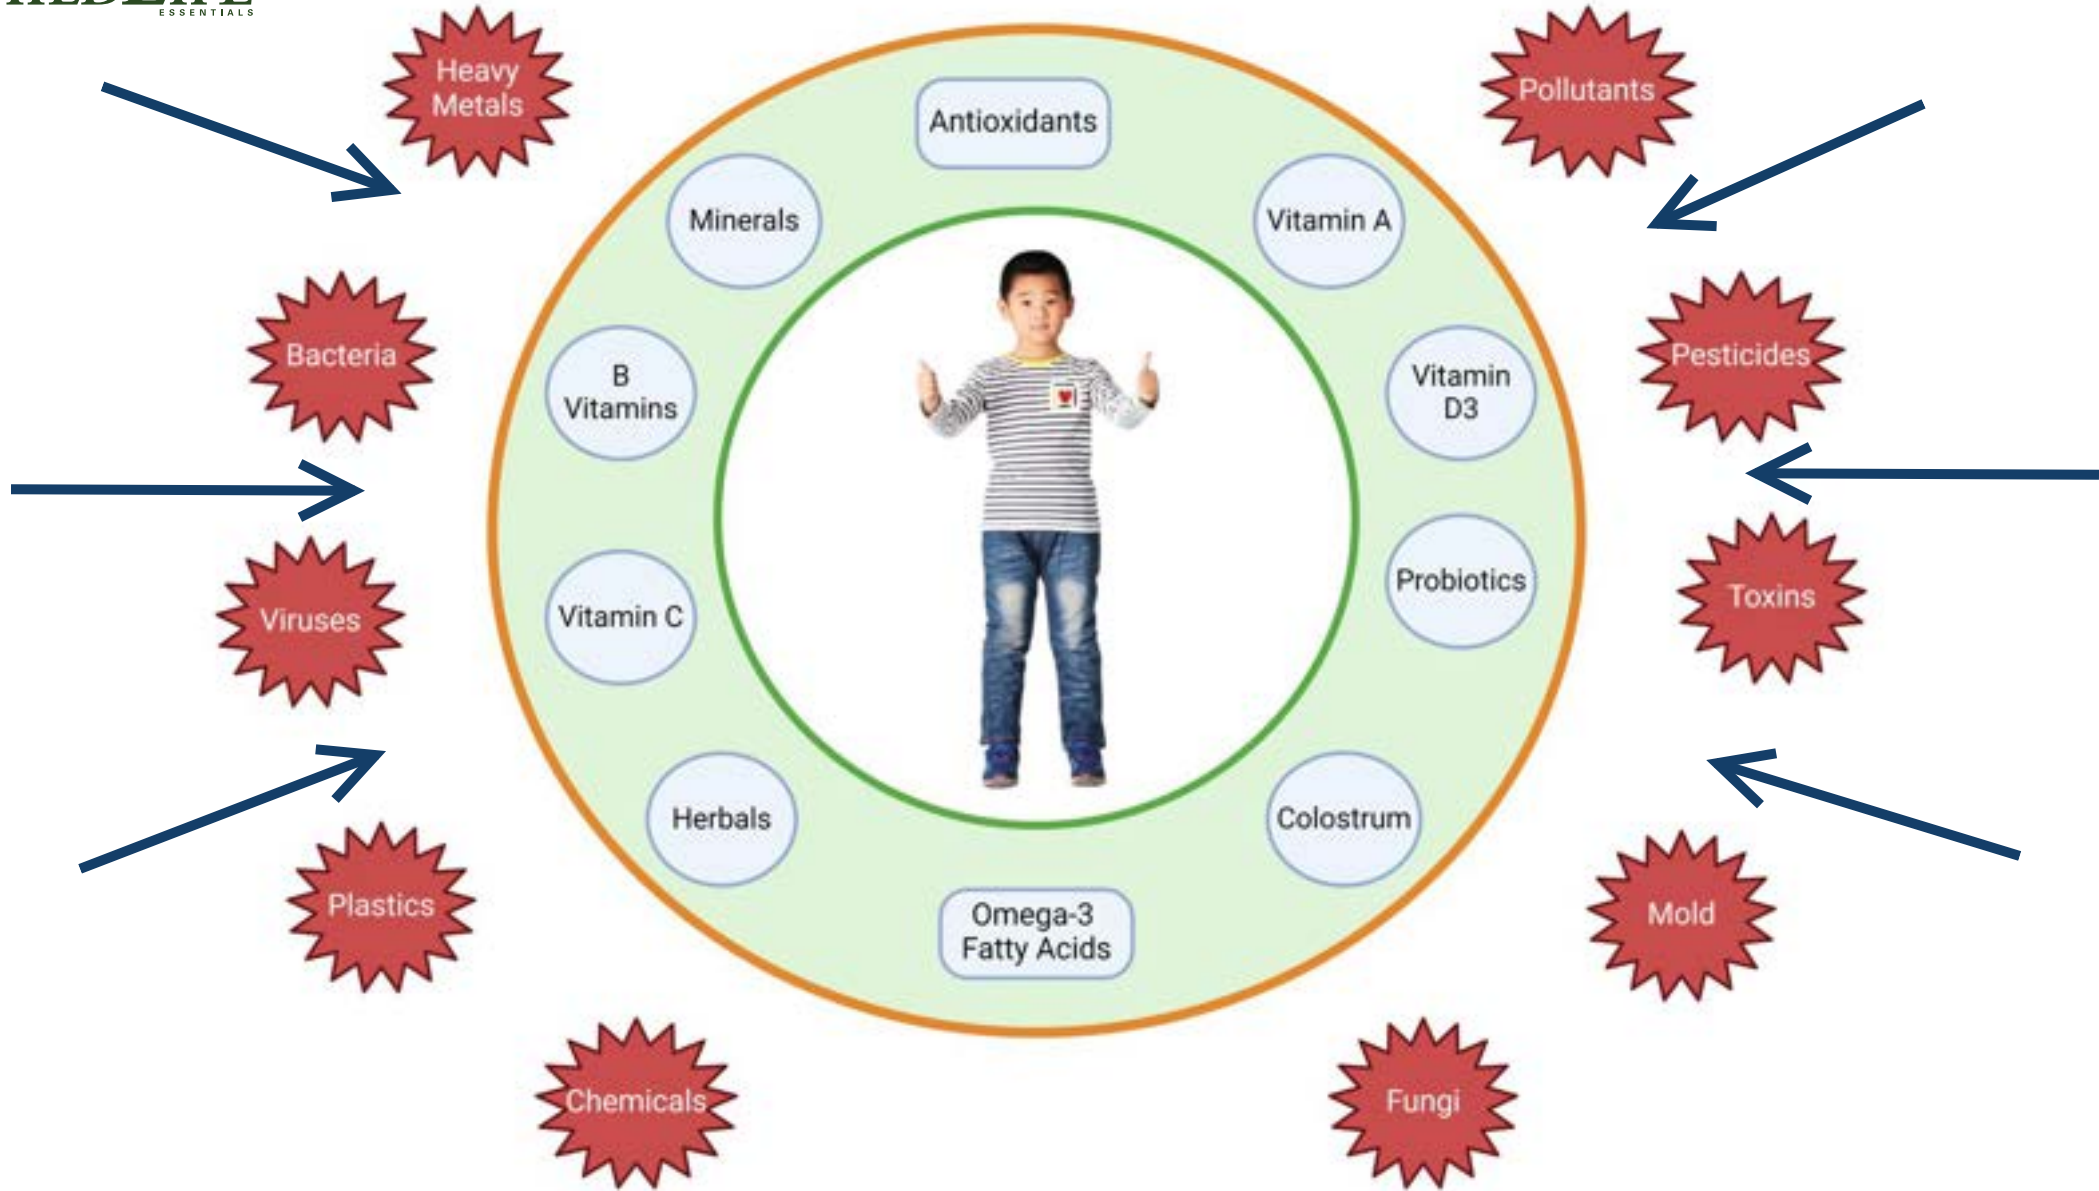 ESSENTIALS
Heavy
Metals
Pollutants
Antioxidants
Minerals
Vitamin A
Bacteria
B
Vitamins
Vitamin
D3
Pesticides
Viruses
Vitamin C
Probiotics
Toxins
Herbals
Colostrum
Plastics
Omega-3
Fatty Acids
Mold
Chemicals
Fungi